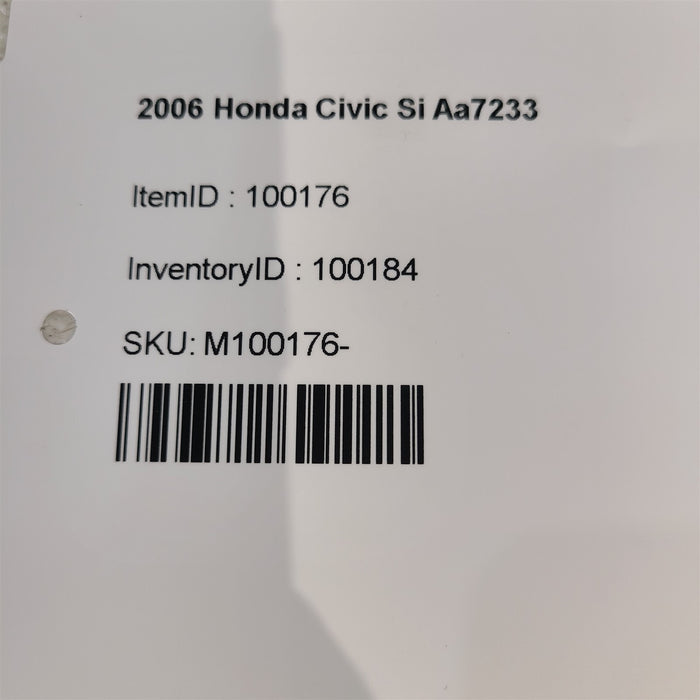 2006 Honda Civic Si Aa7233
ItemID : 100176
InventoryID : 100184
SKU: M100176-